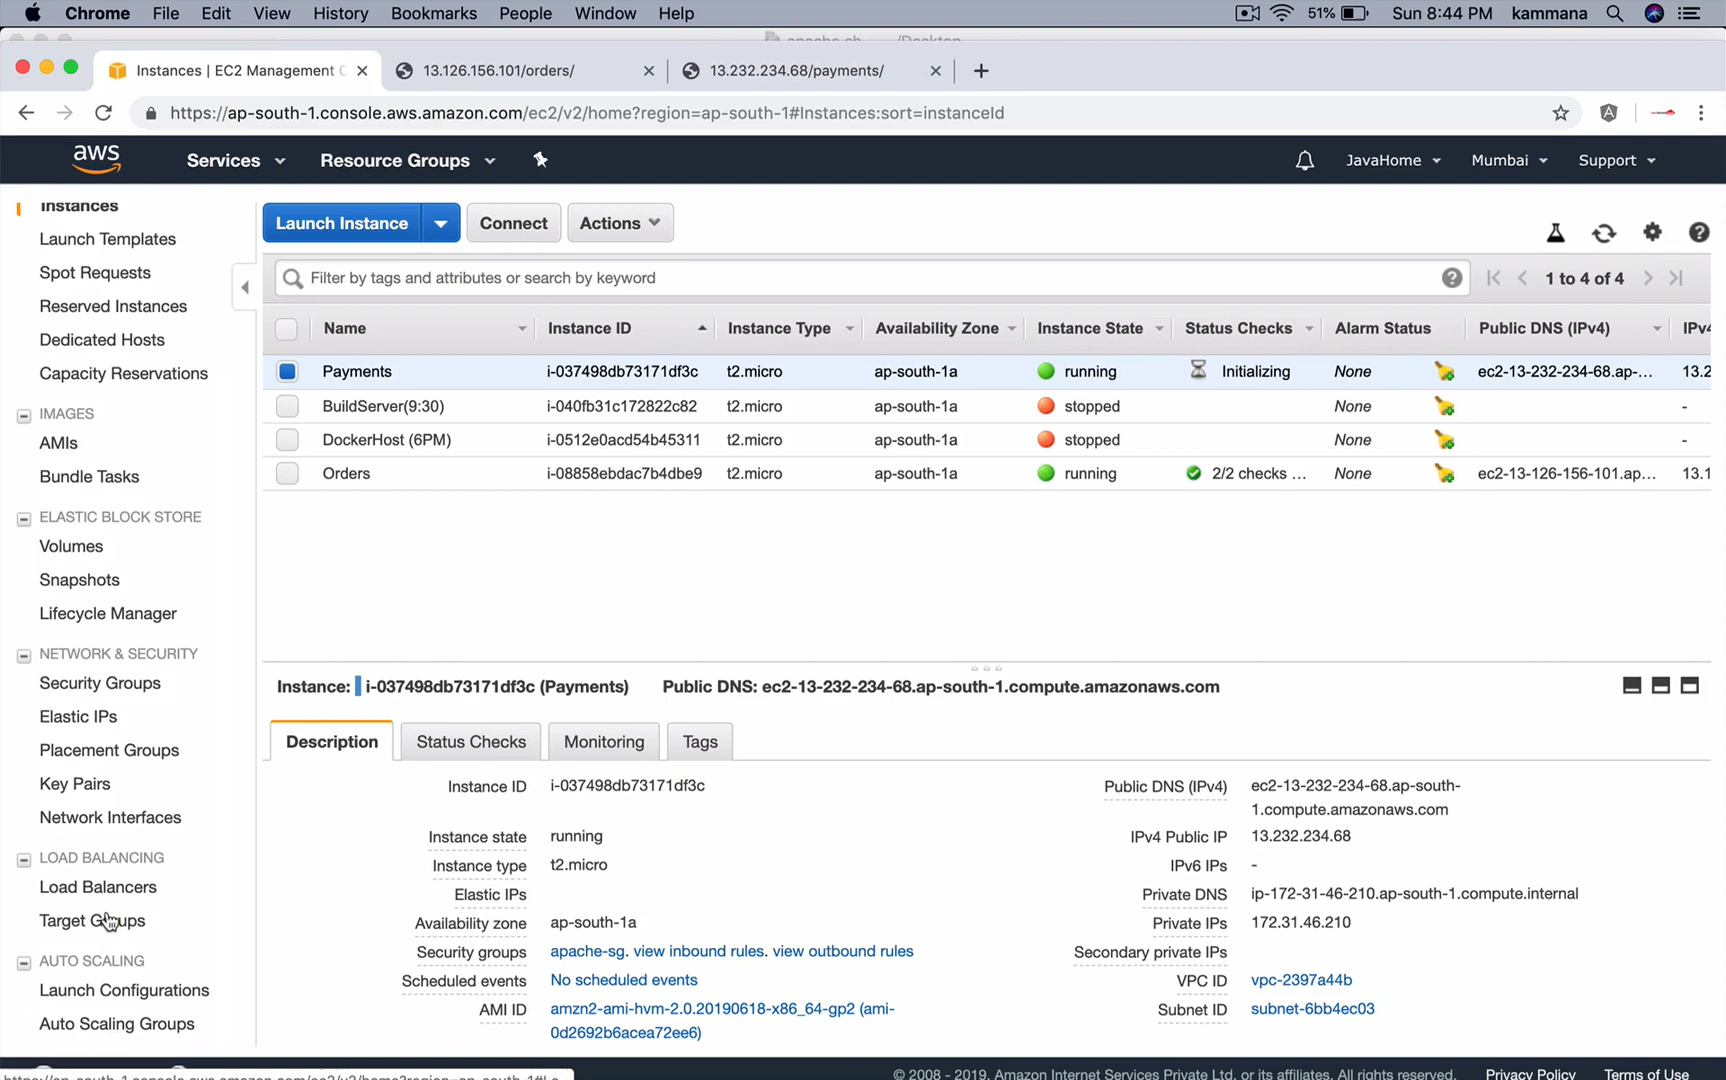 Chrome File Edit View History Bookmarks People Window Help 51% Sun 8:44 PM kammana
Instances | EC2 Management C 13.126.156.101/orders/ 13.232.234.68/payments/
https://ap-south-1.console.aws.amazon.com/ec2/v2/home?region=ap-south-1#Instances:sort=instanceId
aws Services Resource Groups JavaHome Mumbai Support
Instances
Launch Templates
Spot Requests
Reserved Instances
Dedicated Hosts
Capacity Reservations
IMAGES
AMIs
Bundle Tasks
ELASTIC BLOCK STORE
Volumes
Snapshots
Lifecycle Manager
NETWORK & SECURITY
Security Groups
Elastic IPs
Placement Groups
Key Pairs
Network Interfaces
LOAD BALANCING
Load Balancers
Target Groups
AUTO SCALING
Launch Configurations
Auto Scaling Groups
Launch Instance Connect Actions
Filter by tags and attributes or search by keyword 1 to 4 of 4
Name Instance ID Instance Type Availability Zone Instance State Status Checks Alarm Status Public DNS (IPv4) IPv4
Payments i-037498db73171df3c t2.micro ap-south-1a running Initializing None ec2-13-232-234-68.ap-... 13.2
BuildServer(9:30) i-040fb31c172822c82 t2.micro ap-south-1a stopped None -
DockerHost (6PM) i-0512e0acd54b45311 t2.micro ap-south-1a stopped None -
Orders i-08858ebdac7b4dbe9 t2.micro ap-south-1a running 2/2 checks ... None ec2-13-126-156-101.ap... 13.1
Instance: i-037498db73171df3c (Payments) Public DNS: ec2-13-232-234-68.ap-south-1.compute.amazonaws.com
Description Status Checks Monitoring Tags
Instance ID i-037498db73171df3c
Instance state running
Instance type t2.micro
Elastic IPs
Availability zone ap-south-1a
Security groups apache-sg. view inbound rules. view outbound rules
Scheduled events No scheduled events
AMI ID amzn2-ami-hvm-2.0.20190618-x86_64-gp2 (ami-
0d2692b6acea72ee6)
Public DNS (IPv4) ec2-13-232-234-68.ap-south-
1.compute.amazonaws.com
IPv4 Public IP 13.232.234.68
IPv6 IPs -
Private DNS ip-172-31-46-210.ap-south-1.compute.internal
Private IPs 172.31.46.210
Secondary private IPs
VPC ID vpc-2397a44b
Subnet ID subnet-6bb4ec03
© 2008 - 2019, Amazon Internet Services Private Ltd. or its affiliates. All rights reserved. Privacy Policy Terms of Use